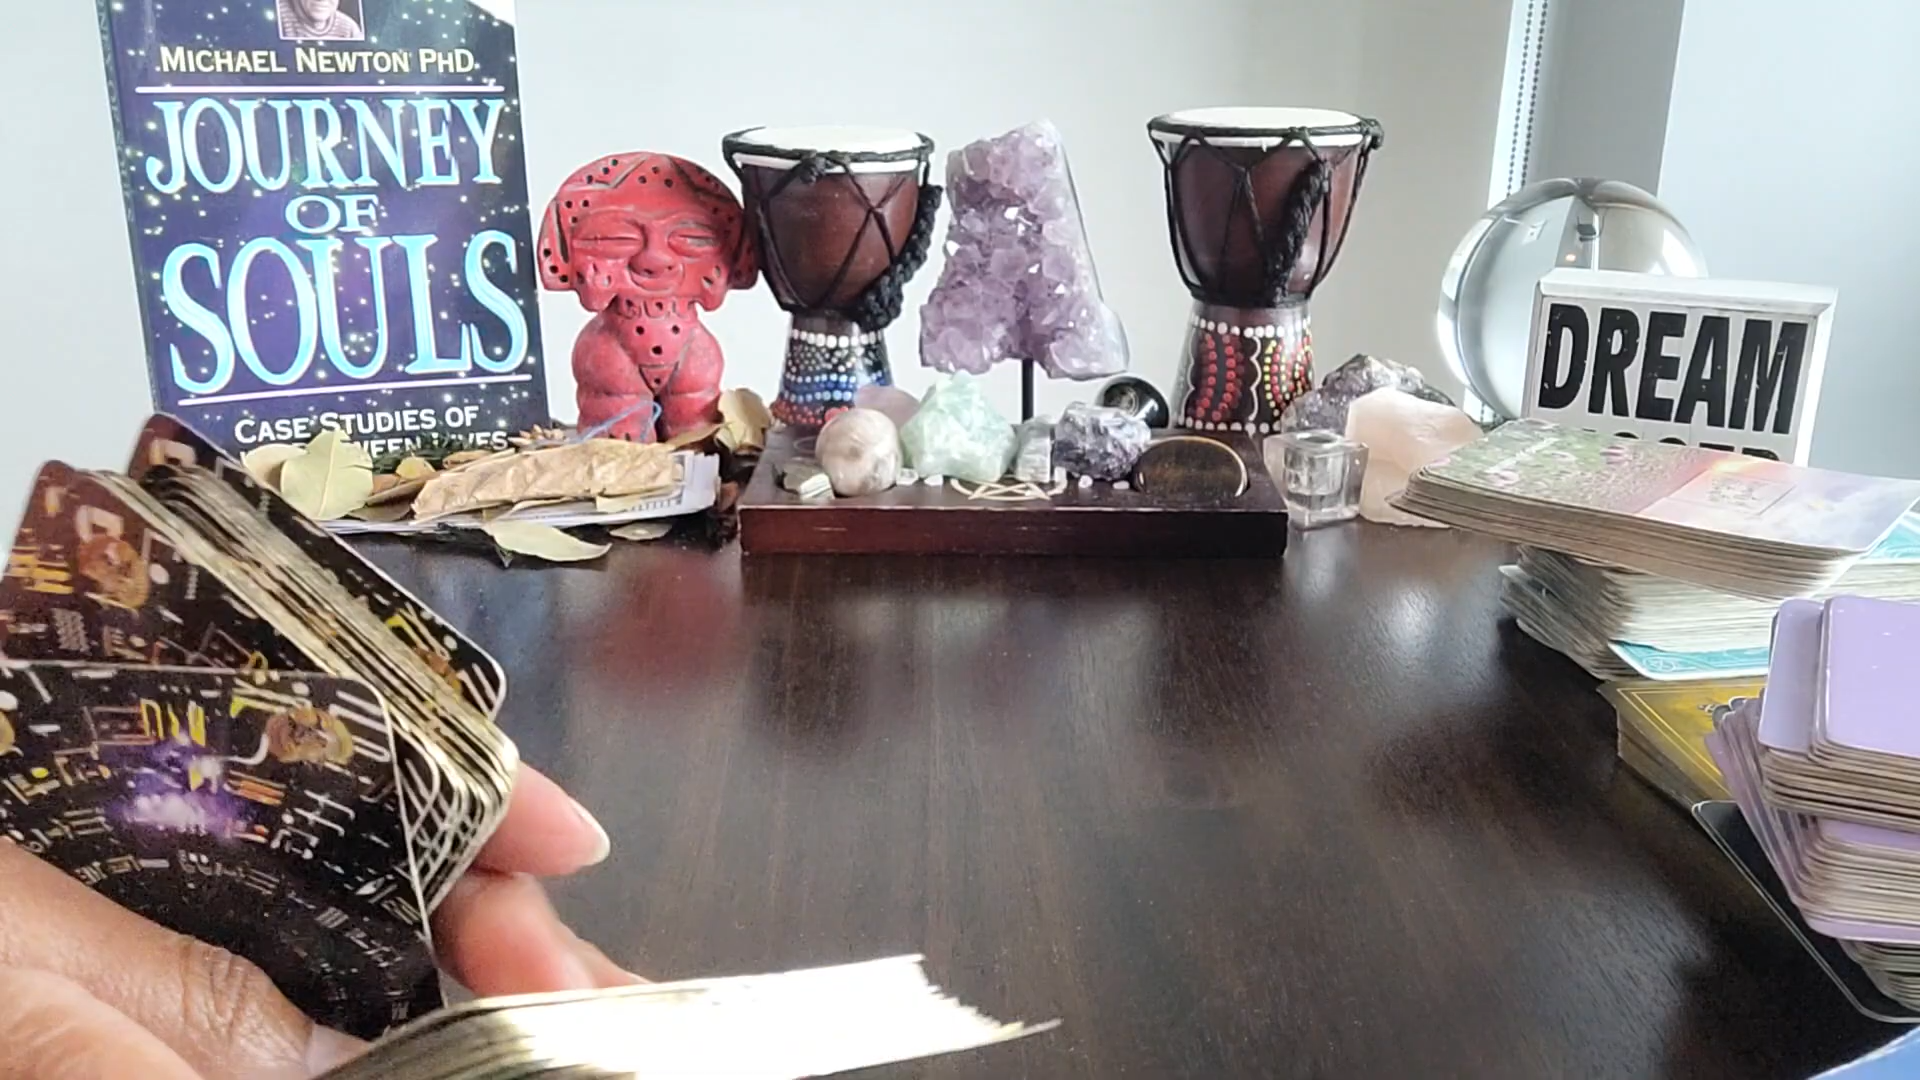 MICHAEL NEWTON PHD
JOURNEY
OF
SOULS
CASE STUDIES OF
DREAM